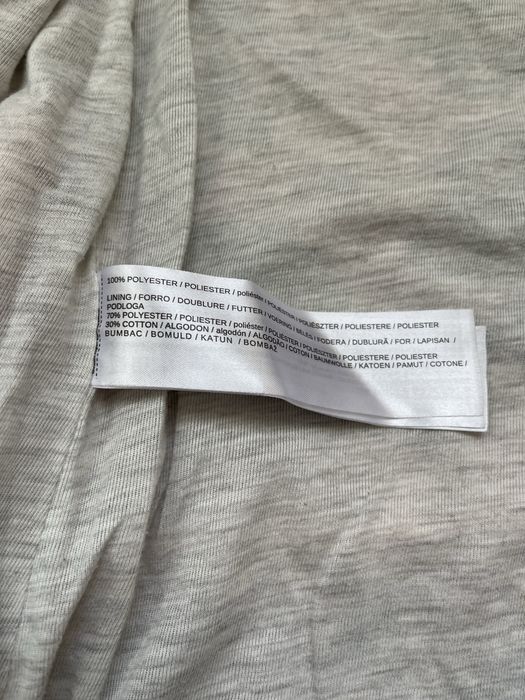 100% POLYESTER / POLIESTER / poliéster / POLIESTER / POLIÉSZTER / POLIESTERE / POLIESTER
LINING / FORRO / DOUBLURE / FUTTER / VOERING / BÉLÉS / FODERA / DUBLURĂ / FOR / LAPISAN /
PODLOGA
70% POLYESTER / POLIESTER / poliéster / POLIESTER / POLIESZTER / POLIESTERE / POLIESTER
30% COTTON / ALGODON / algodón / ALGODÃO / COTON / BAUMWOLLE / KATOEN / PAMUT / COTONE /
BUMBAC / BOMULD / KATUN / BOMBAŽ